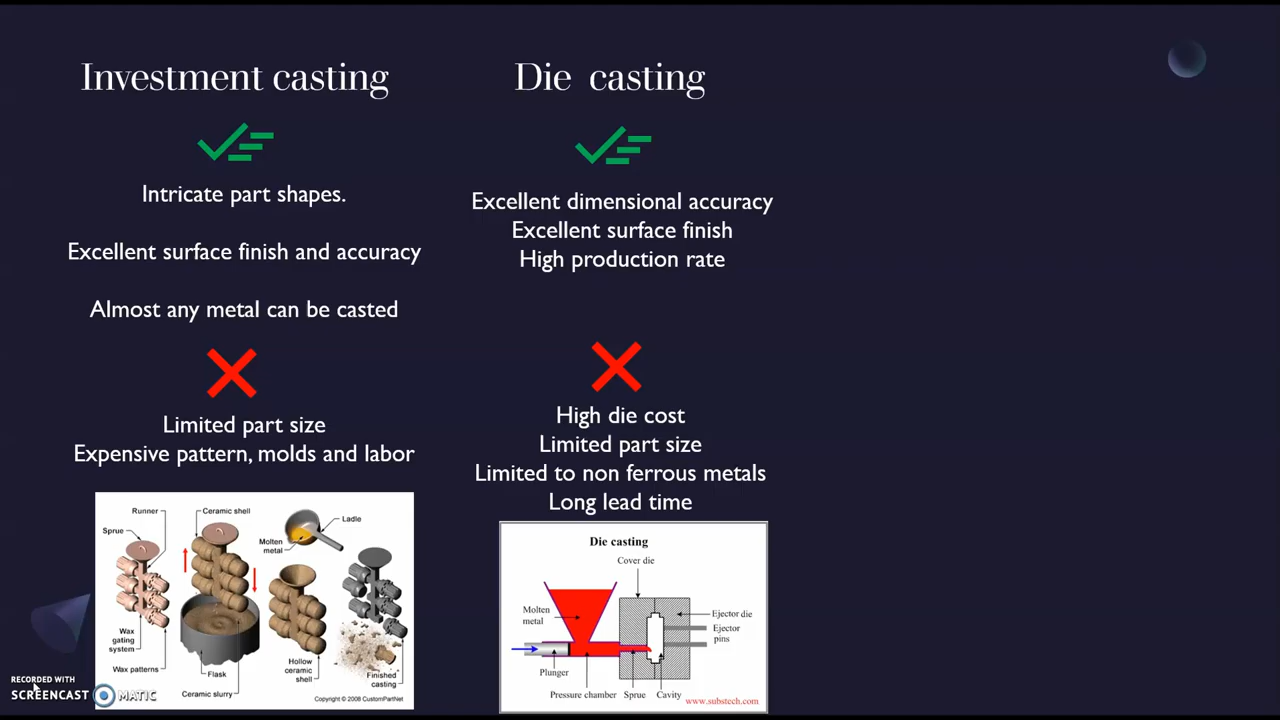 Investment casting
Intricate part shapes.
Excellent surface finish and accuracy
Almost any metal can be casted
Limited part size
Expensive pattern, molds and labor
Runner
Sprue
Ceramic shell
Molten
metal
Ladle
Wax
gating
system
Wax patterns
Flask
Ceramic slurry
Hollow
ceramic
shell
Finished
casting
Copyright © 2008 CustomPartNet
Die casting
Excellent dimensional accuracy
Excellent surface finish
High production rate
High die cost
Limited part size
Limited to non ferrous metals
Long lead time
Die casting
Cover die
Molten
metal
Ejector die
Ejector
pins
Plunger
Pressure chamber
Sprue
Cavity
www.substech.com
RECORDED WITH
SCREENCAST MATIC